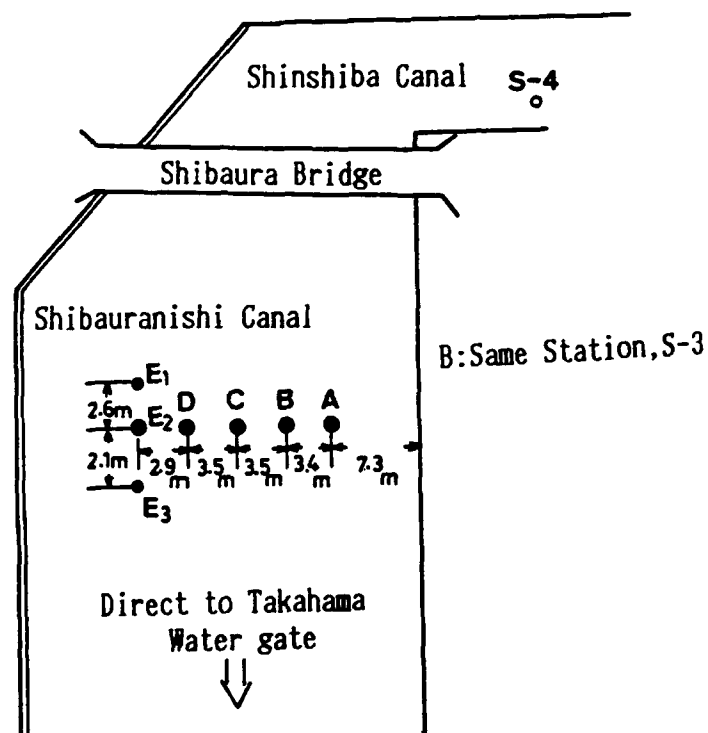 Shinshiba Canal
S-4
Shibaura Bridge
Shibauranishi Canal
B:Same Station,S-3
E1
2.6m
E2
D
C
B
A
2.1m
2.9m
3.5m
3.5m
3.4m
7.3m
E3
Direct to Takahama
Water gate